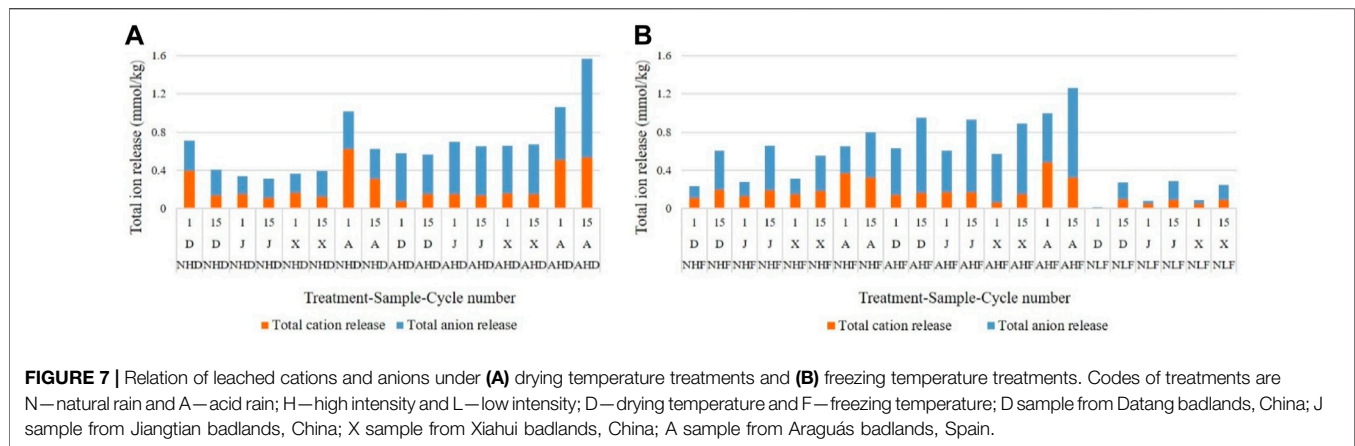 A
Total ion release (mmol/kg)
1.6
1.2
0.8
0.4
0
1 15 1 15 1 15 1 15 1 15 1 15 1 15 1 15
D D J J X X A A D D J J X X A A
NHD NHD NHD NHD NHD NHD NHD NHD AHD AHD AHD AHD AHD AHD AHD AHD
Treatment-Sample-Cycle number
Total cation release Total anion release
B
Total ion release (mmol/kg)
1.6
1.2
0.8
0.4
0
1 15 1 15 1 15 1 15 1 15 1 15 1 15 1 15 1 15 1 15 1 15
D D J J X X A A D D J J X X A A D D J J X X
NHF NHF NHF NHF NHF NHF NHF NHF AHF AHF AHF AHF AHF AHF AHF AHF NLF NLF NLF NLF NLF NLF
Treatment-Sample-Cycle number
Total cation release Total anion release
FIGURE 7 | Relation of leached cations and anions under (A) drying temperature treatments and (B) freezing temperature treatments. Codes of treatments are
N—natural rain and A—acid rain; H—high intensity and L—low intensity; D—drying temperature and F—freezing temperature; D sample from Datang badlands, China; J
sample from Jiangtian badlands, China; X sample from Xiahui badlands, China; A sample from Araguás badlands, Spain.